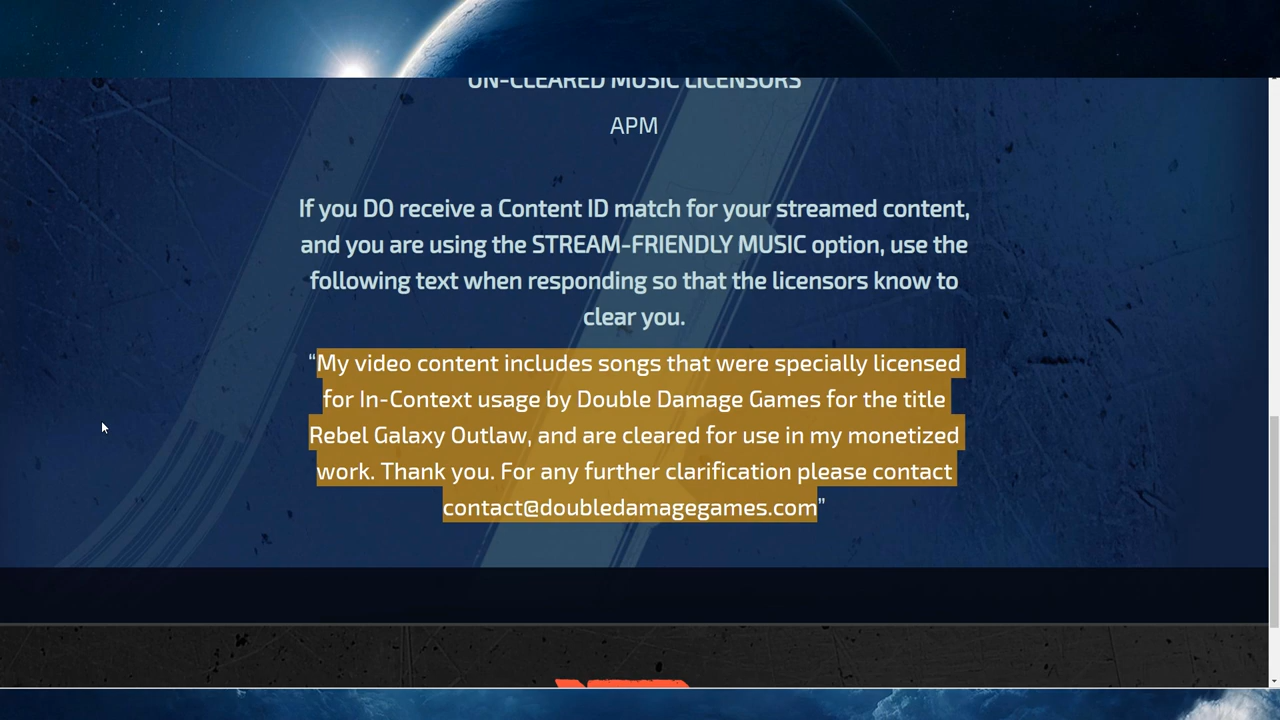 UN-CLEARED MUSIC LICENSORS
APM
If you DO receive a Content ID match for your streamed content,
and you are using the STREAM-FRIENDLY MUSIC option, use the
following text when responding so that the licensors know to
clear you.
“My video content includes songs that were specially licensed
for In-Context usage by Double Damage Games for the title
Rebel Galaxy Outlaw, and are cleared for use in my monetized
work. Thank you. For any further clarification please contact
contact@doubledamagegames.com”